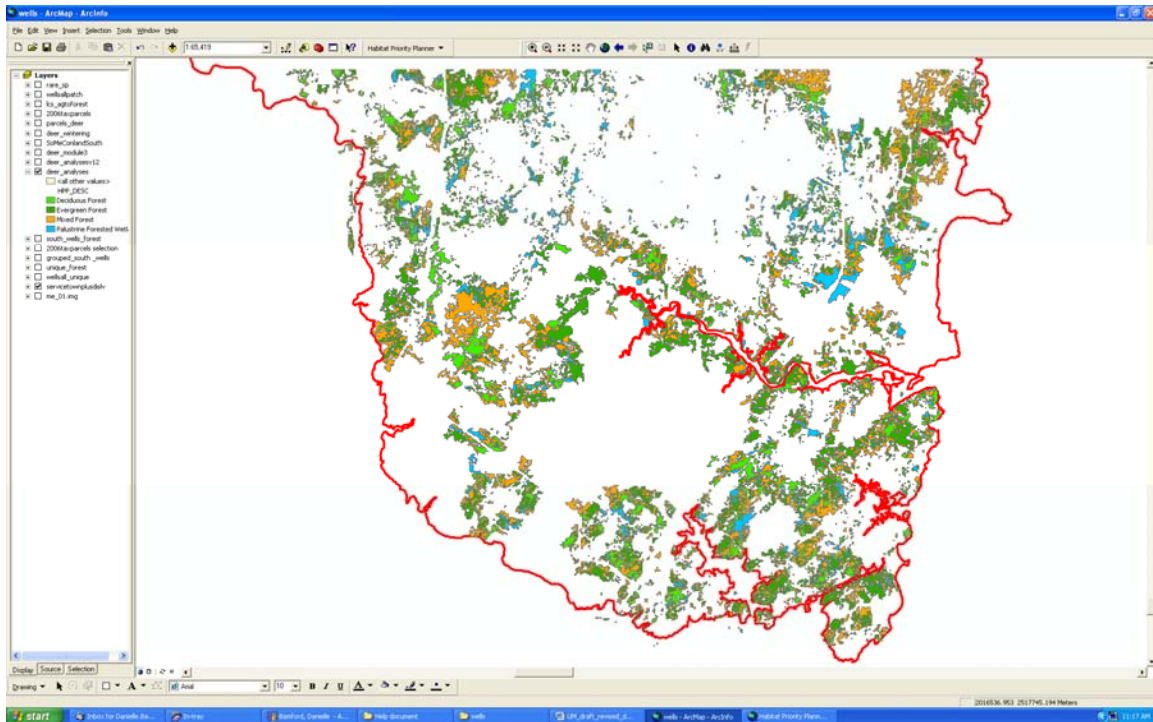 wells - ArcMap - ArcInfo
File Edit View Insert Selection Tools Window Help
1:65,419
Habitat Priority Planner
Layers
rare_sp
wellsallpatch
lcs_agtoforest
2006taxparcels
parcels_deer
deer_wintering
SoMeConlandSouth
deer_module3
deer_analysesv12
deer_analyses
<all other values>
HPP_DESC
Deciduous Forest
Evergreen Forest
Mixed Forest
Palustrine Forested Wetl
south_wells_forest
2006taxparcels selection
grouped_south_wells
unique_forest
wellsall_unique
servicetownplusdislv
me_01.img
Display Source Selection
Drawing
Arial
10
B I U
A
2016536.953 2517745.194 Meters
start
Inbox for Danielle Ba...
In-tray
Bamford, Danielle - A...
Help document
wells
UM_draft_revised_d...
wells - ArcMap - ArcInfo
Habitat Priority Plann...
11:17 AM